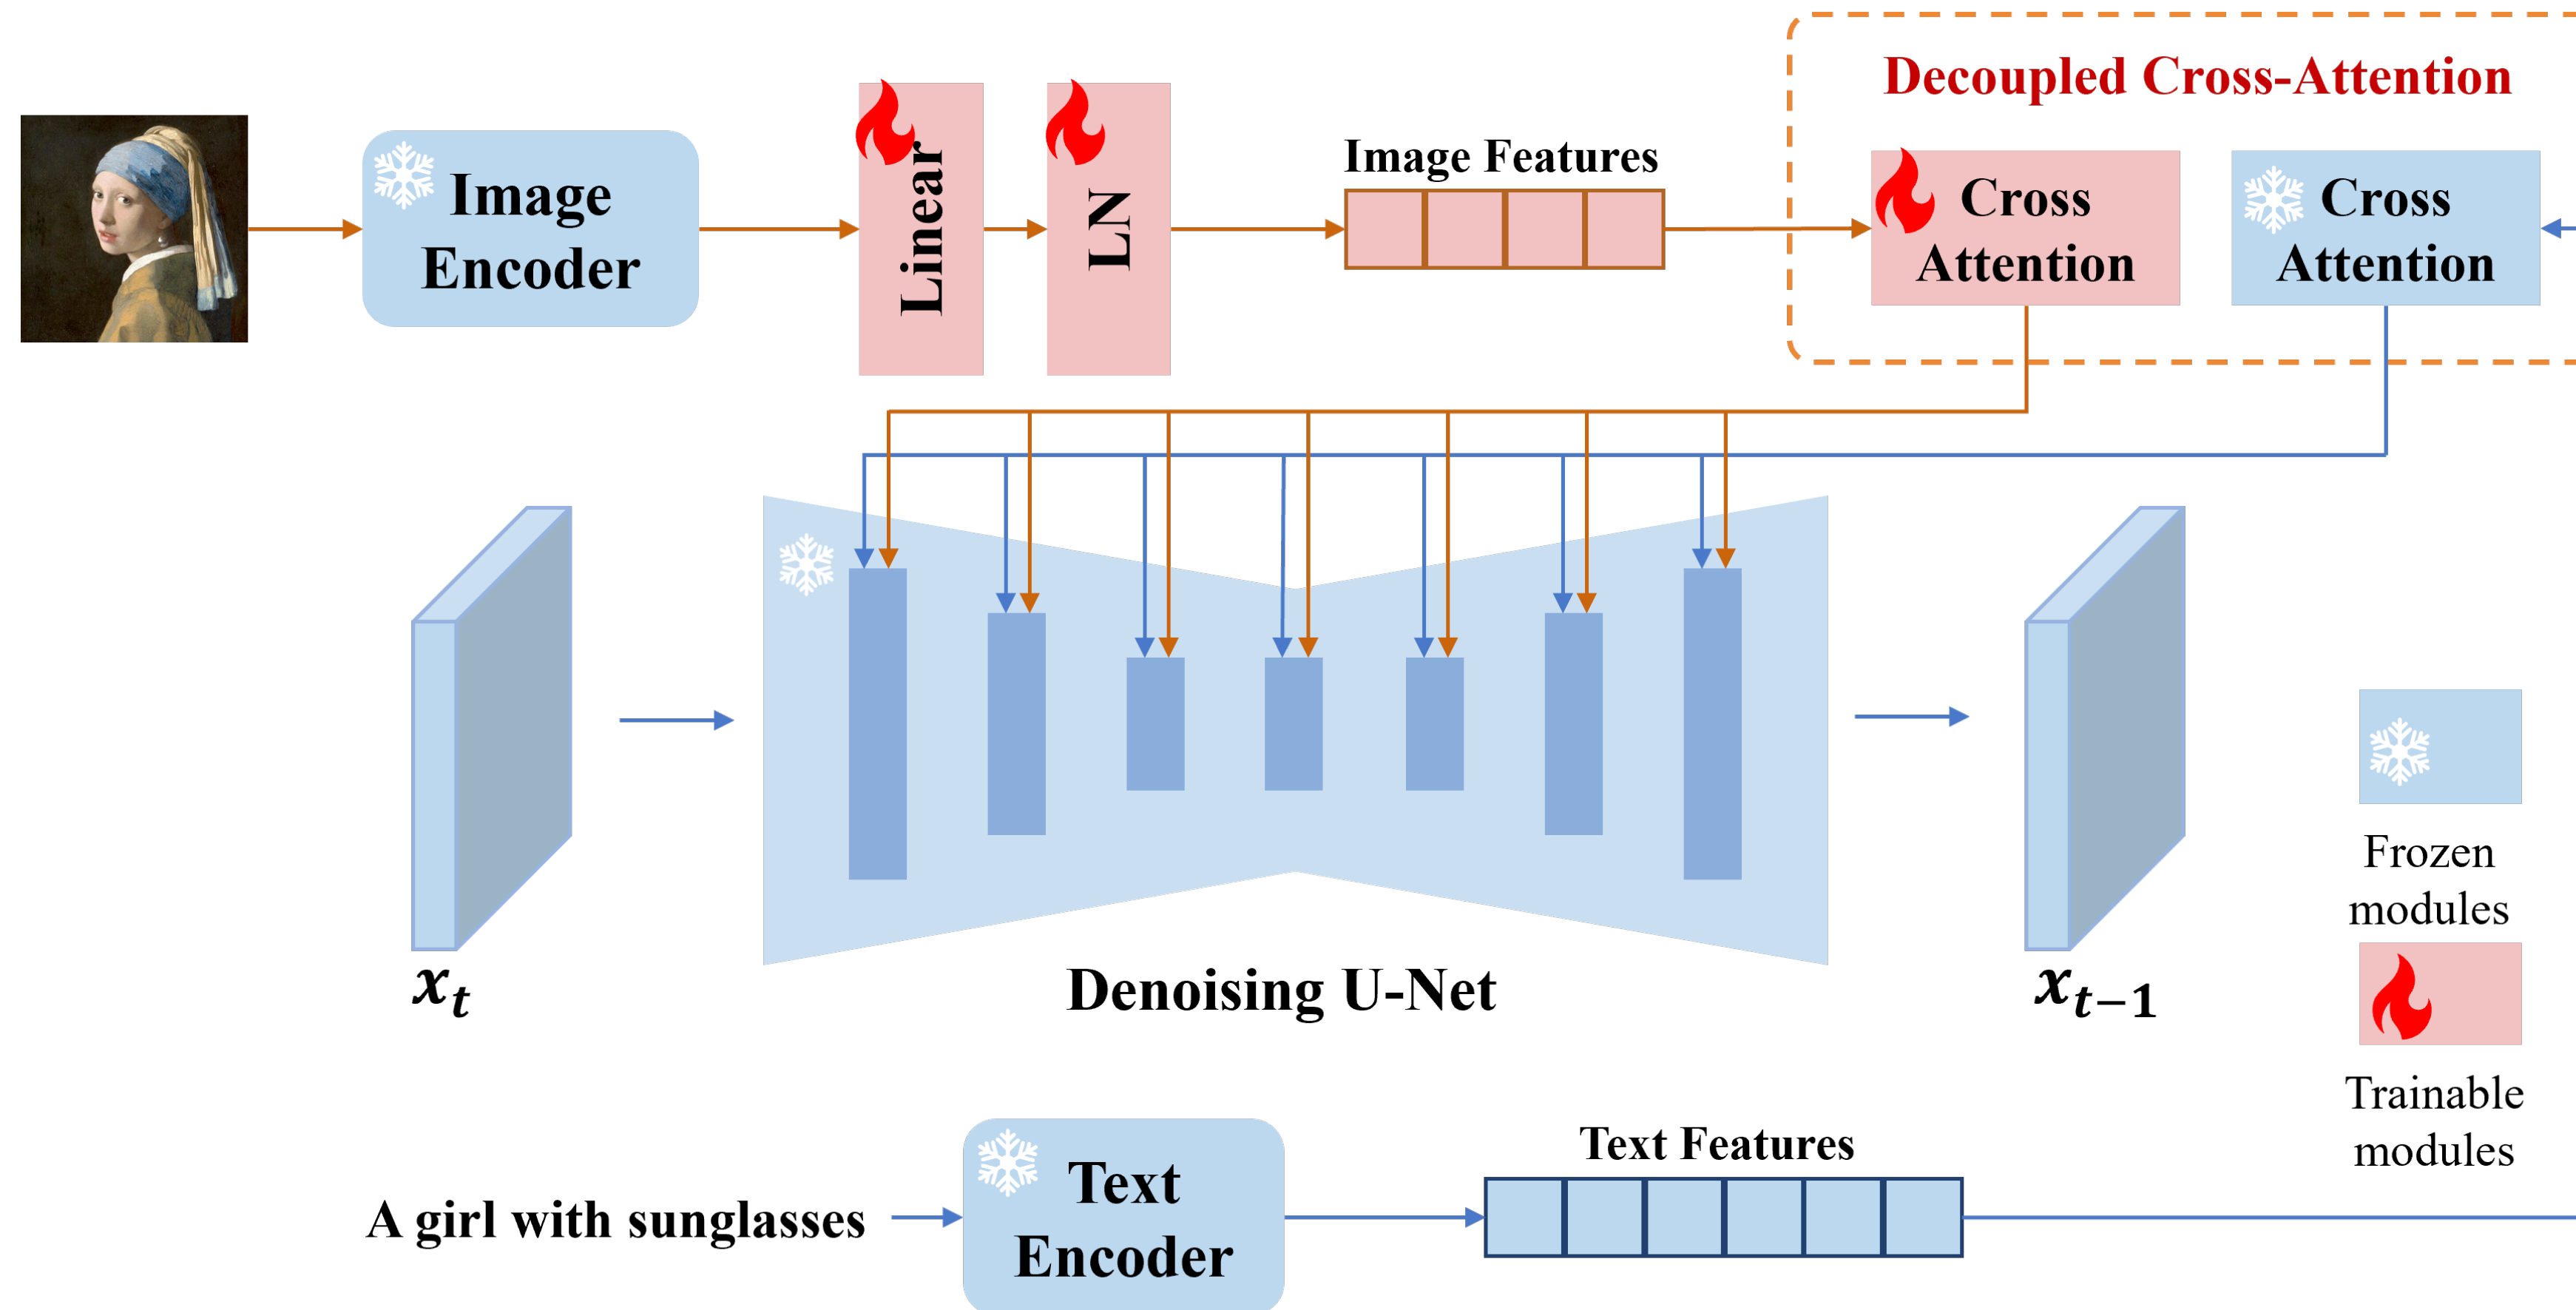 Decoupled Cross-Attention
Image
Encoder
Linear
LN
Image Features
Cross
Attention
Cross
Attention
x_t
Denoising U-Net
x_{t-1}
Frozen
modules
Trainable
modules
A girl with sunglasses
Text
Encoder
Text Features